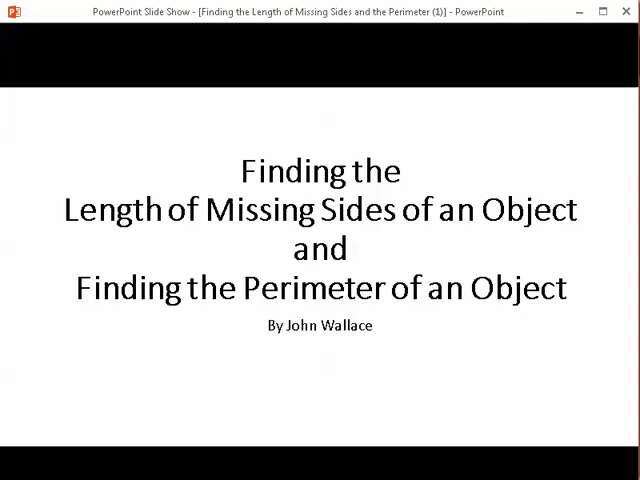 PowerPoint Slide Show - [Finding the Length of Missing Sides and the Perimeter (1)] - PowerPoint
Finding the
Length of Missing Sides of an Object
and
Finding the Perimeter of an Object
By John Wallace